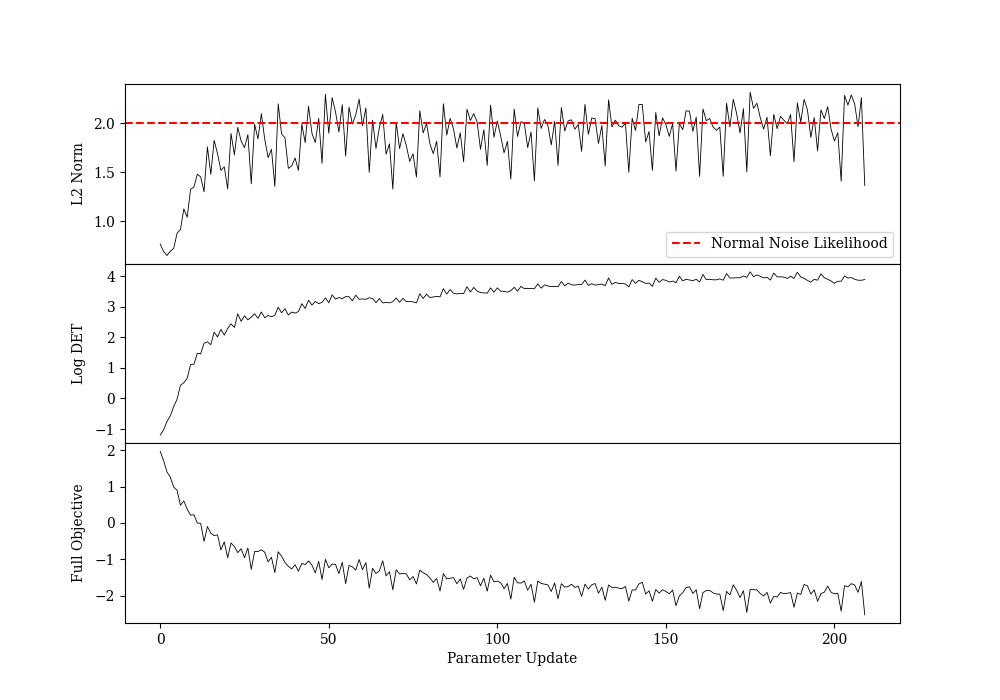 2.0
1.5
1.0
L2 Norm
Normal Noise Likelihood
4
3
2
1
0
−1
Log DET
2
1
0
−1
−2
Full Objective
0 50 100 150 200
Parameter Update